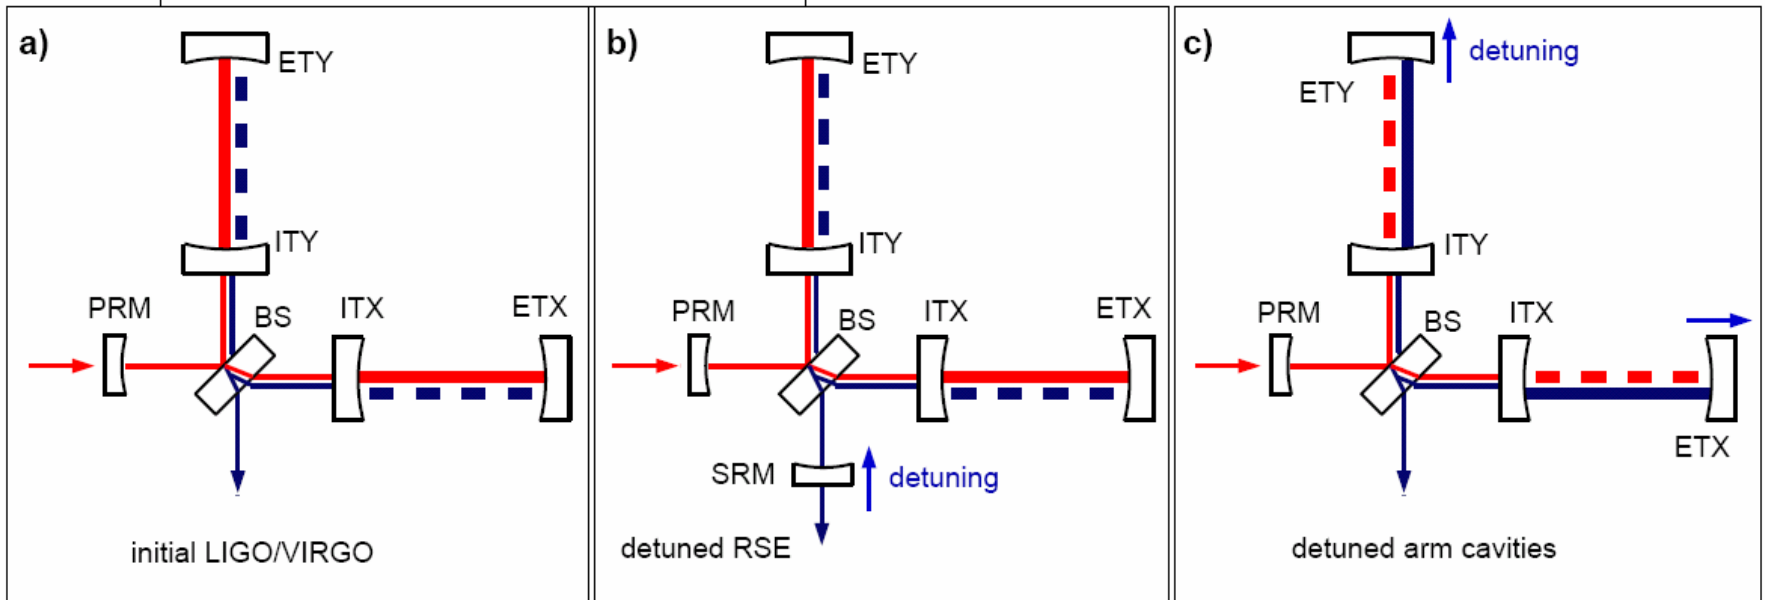 a)
ETY
ITY
PRM
BS
ITX
ETX
initial LIGO/VIRGO
b)
ETY
ITY
PRM
BS
ITX
ETX
SRM
detuning
detuned RSE
c)
detuning
ETY
ITY
PRM
BS
ITX
ETX
detuned arm cavities